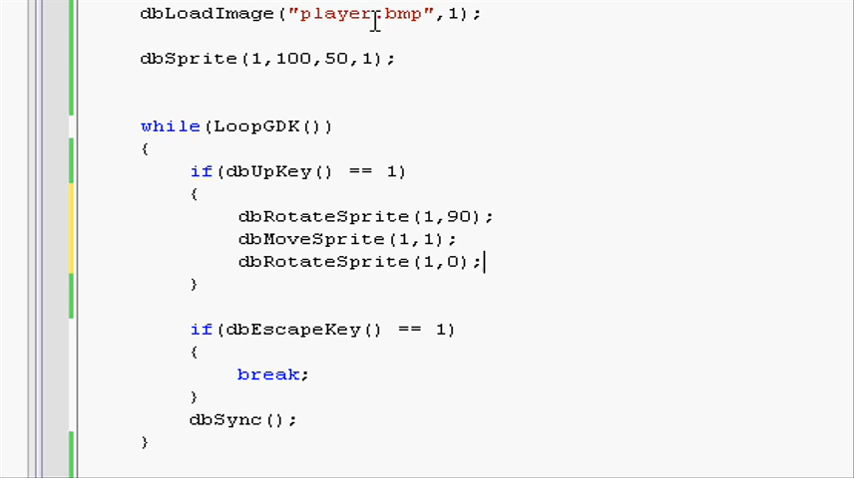 dbLoadImage("player.bmp",1);
dbSprite(1,100,50,1);
while(LoopGDK())
{
if(dbUpKey() == 1)
{
dbRotateSprite(1,90);
dbMoveSprite(1,1);
dbRotateSprite(1,0);
}
if(dbEscapeKey() == 1)
{
break;
}
dbSync();
}